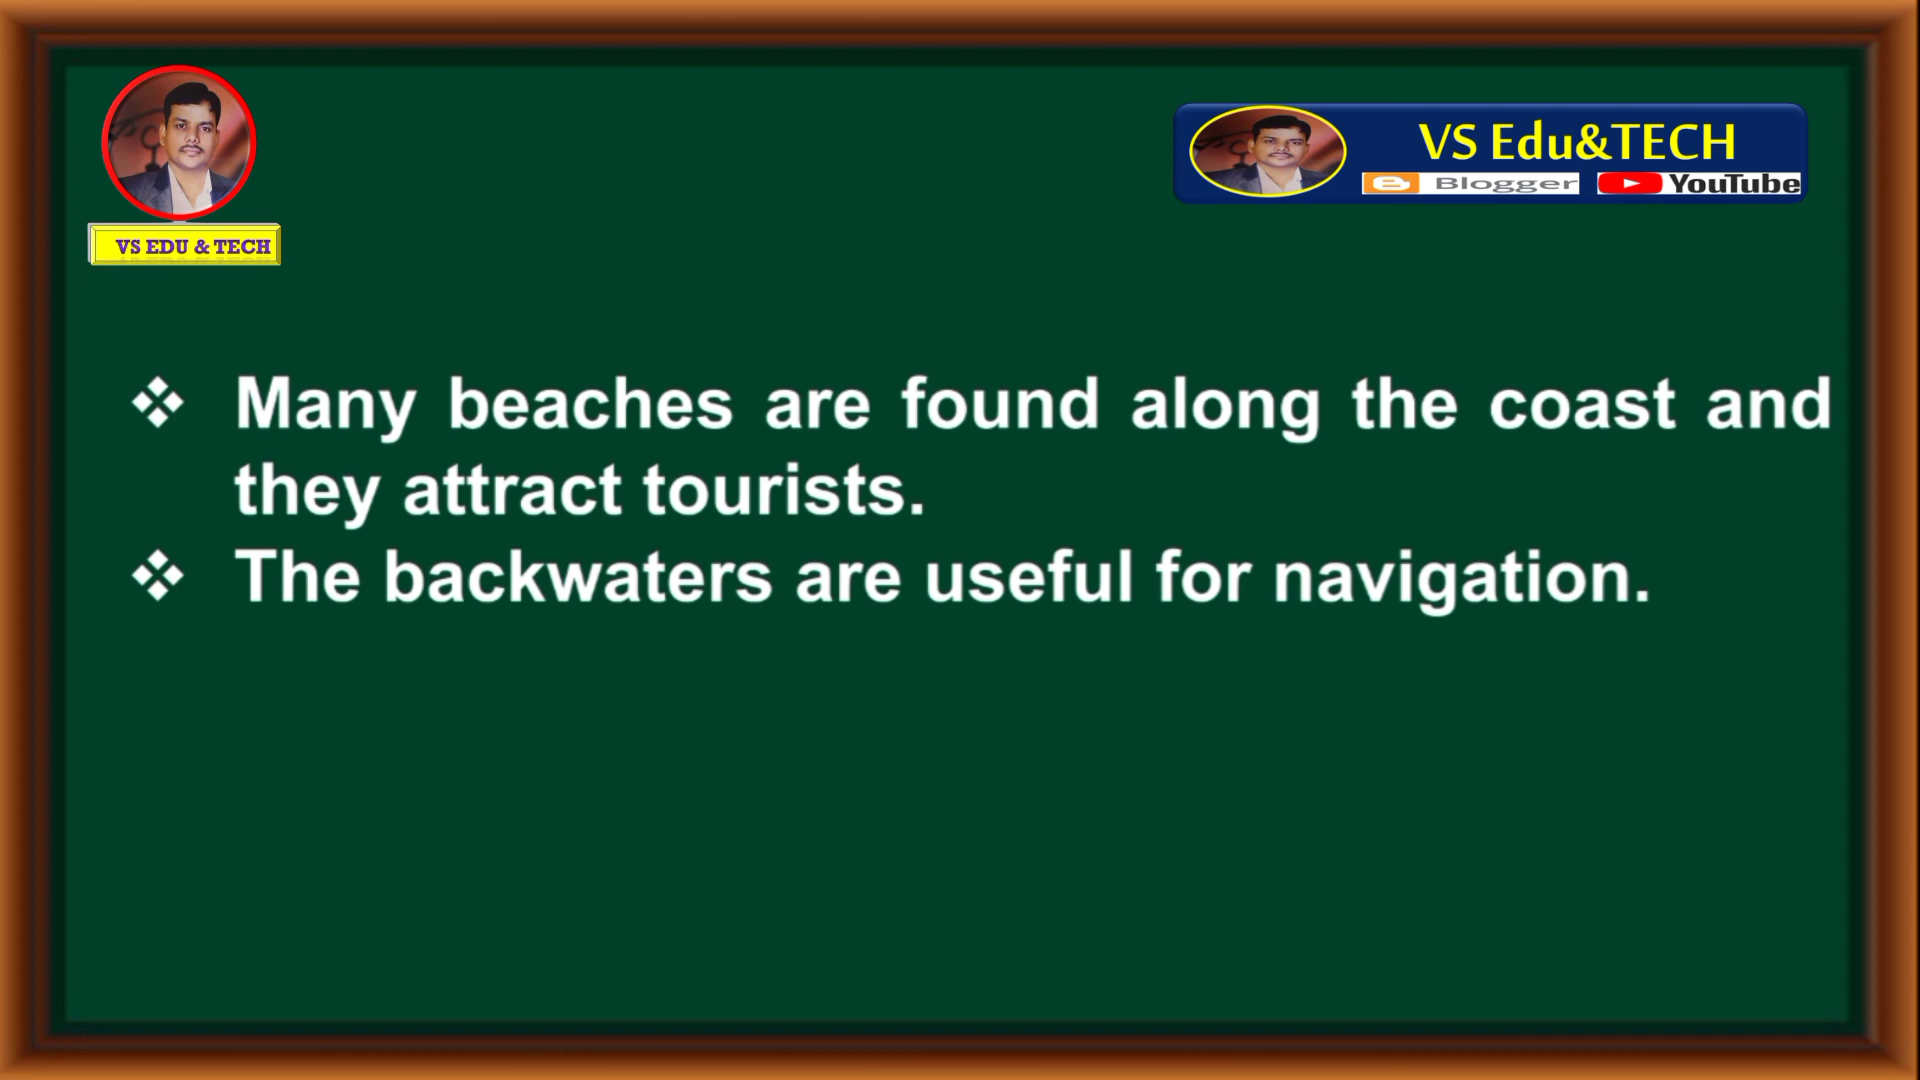 VS EDU & TECH
VS Edu&TECH
Blogger
YouTube
❖ Many beaches are found along the coast and
they attract tourists.
❖ The backwaters are useful for navigation.